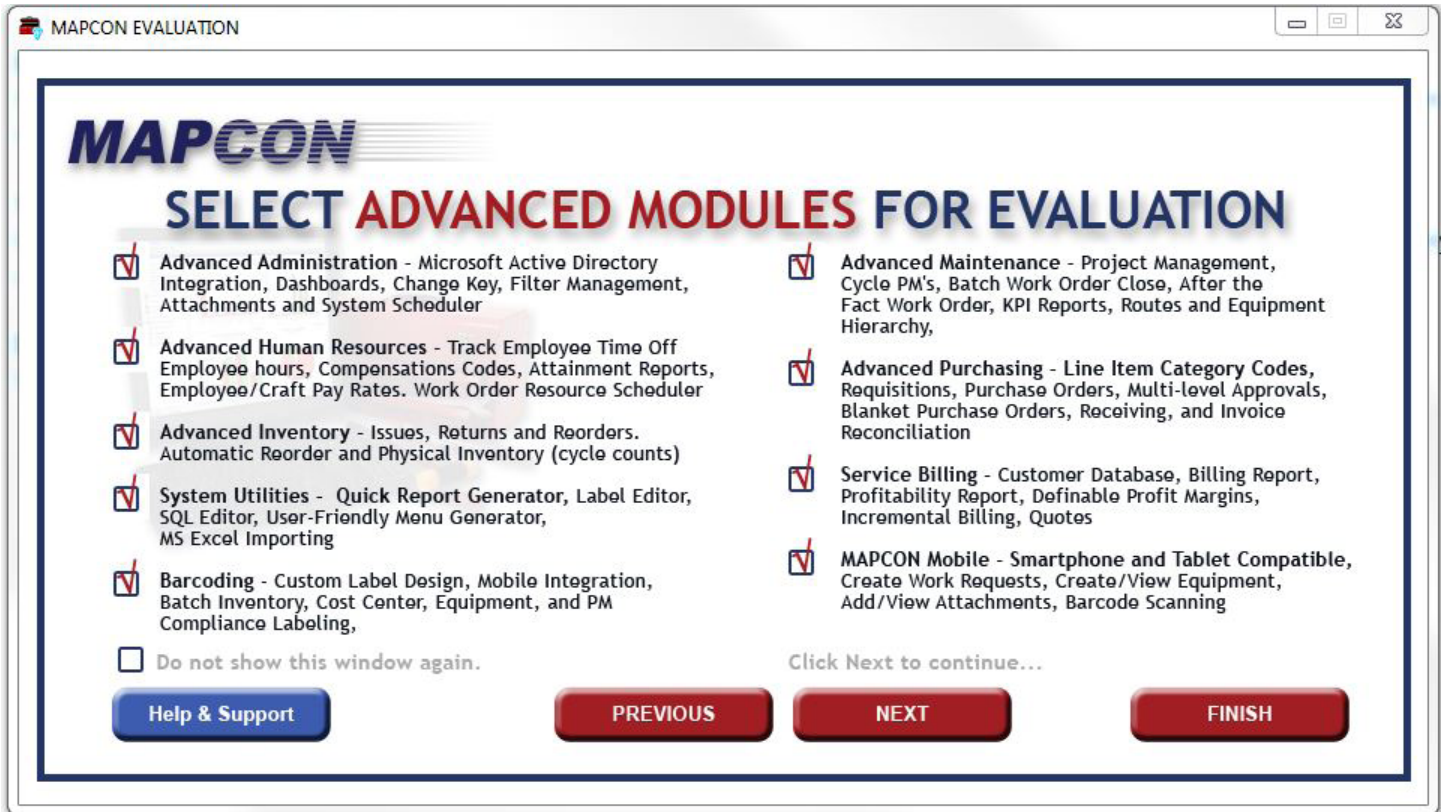 MAPCON EVALUATION
MAPCON
SELECT ADVANCED MODULES FOR EVALUATION
Advanced Administration - Microsoft Active Directory
Integration, Dashboards, Change Key, Filter Management,
Attachments and System Scheduler
Advanced Human Resources - Track Employee Time Off
Employee hours, Compensations Codes, Attainment Reports,
Employee/Craft Pay Rates. Work Order Resource Scheduler
Advanced Inventory - Issues, Returns and Reorders.
Automatic Reorder and Physical Inventory (cycle counts)
System Utilities - Quick Report Generator, Label Editor,
SQL Editor, User-Friendly Menu Generator,
MS Excel Importing
Barcoding - Custom Label Design, Mobile Integration,
Batch Inventory, Cost Center, Equipment, and PM
Compliance Labeling,
Advanced Maintenance - Project Management,
Cycle PM's, Batch Work Order Close, After the
Fact Work Order, KPI Reports, Routes and Equipment
Hierarchy,
Advanced Purchasing - Line Item Category Codes,
Requisitions, Purchase Orders, Multi-level Approvals,
Blanket Purchase Orders, Receiving, and Invoice
Reconciliation
Service Billing - Customer Database, Billing Report,
Profitability Report, Definable Profit Margins,
Incremental Billing, Quotes
MAPCON Mobile - Smartphone and Tablet Compatible,
Create Work Requests, Create/View Equipment,
Add/View Attachments, Barcode Scanning
Do not show this window again.
Click Next to continue...
Help & Support
PREVIOUS
NEXT
FINISH